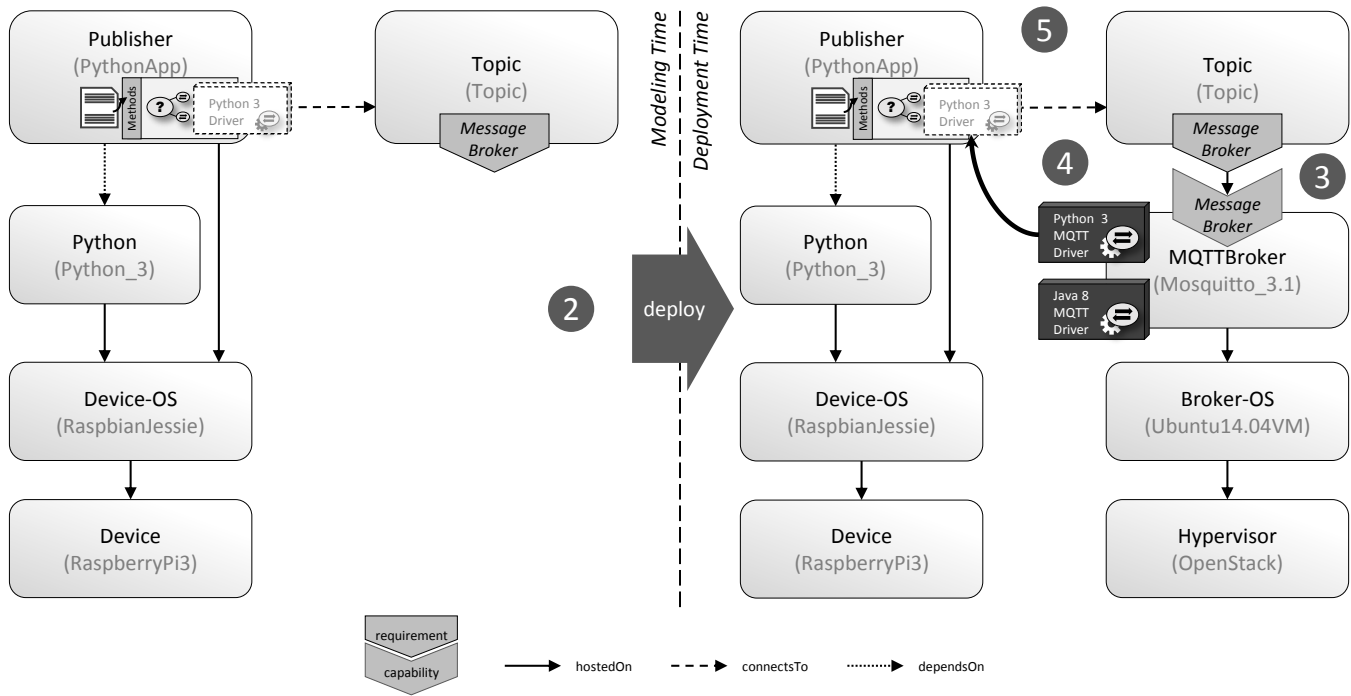 Publisher
(PythonApp)
Methods
?
Python 3
Driver
Topic
(Topic)
Message
Broker
Python
(Python_3)
Device-OS
(RaspbianJessie)
Device
(RaspberryPi3)
Modeling Time
Deployment Time
2
deploy
Publisher
(PythonApp)
Methods
?
Python 3
Driver
5
Topic
(Topic)
Message
Broker
4
3
Message
Broker
Python 3
MQTT
Driver
MQTTBroker
(Mosquitto_3.1)
Java 8
MQTT
Driver
Python
(Python_3)
Device-OS
(RaspbianJessie)
Broker-OS
(Ubuntu14.04VM)
Device
(RaspberryPi3)
Hypervisor
(OpenStack)
requirement
capability
hostedOn
connectsTo
dependsOn